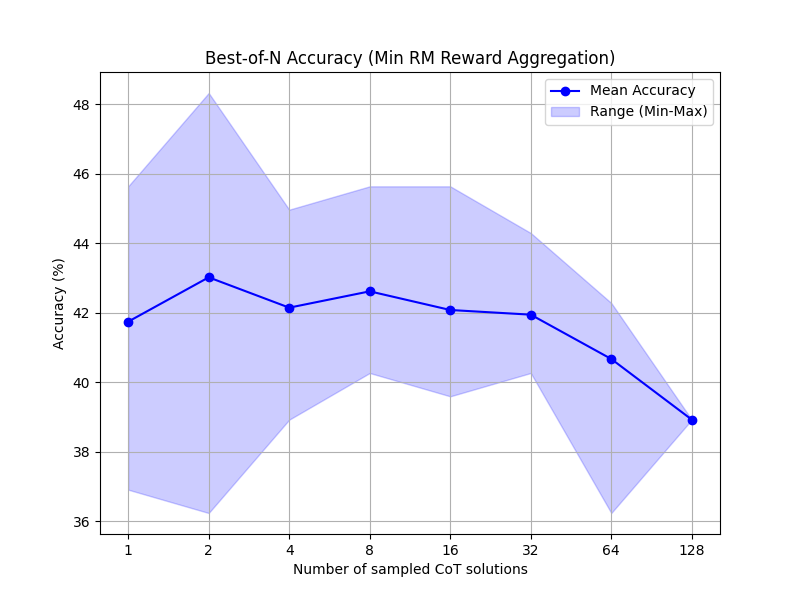 Best-of-N Accuracy (Min RM Reward Aggregation)
Mean Accuracy
Range (Min-Max)
Accuracy (%)
48
46
44
42
40
38
36
1 2 4 8 16 32 64 128
Number of sampled CoT solutions